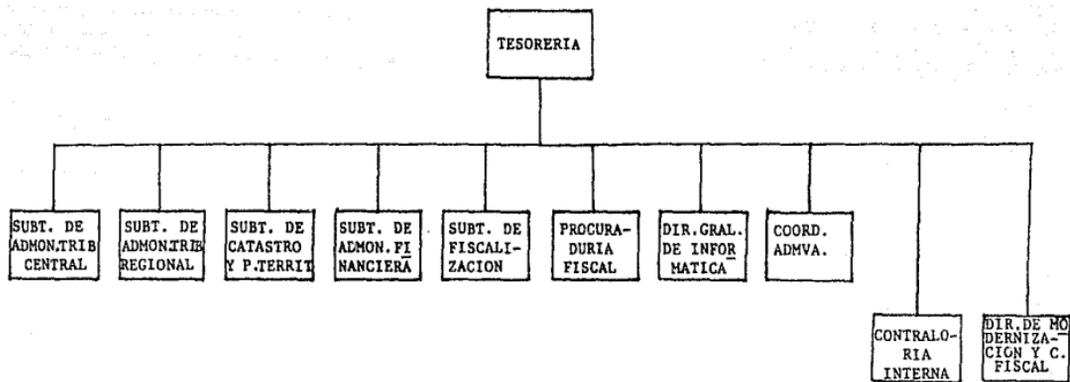 TESORERIA
SUBT. DE
ADMON.TRIB
CENTRAL
SUBT. DE
ADMON.TRIB
REGIONAL
SUBT. DE
CATASTRO
Y P.TERRIT
SUBT. DE
ADMON.FI
NANCIERA
SUBT. DE
FISCALI-
ZACION
PROCURA-
DURIA
FISCAL
DIR.GRAL.
DE INFOR
MATICA
COORD.
ADMVA.
CONTRALO-
RIA
INTERNA
DIR.DE MO
DERNIZA-
CION Y C.
FISCAL